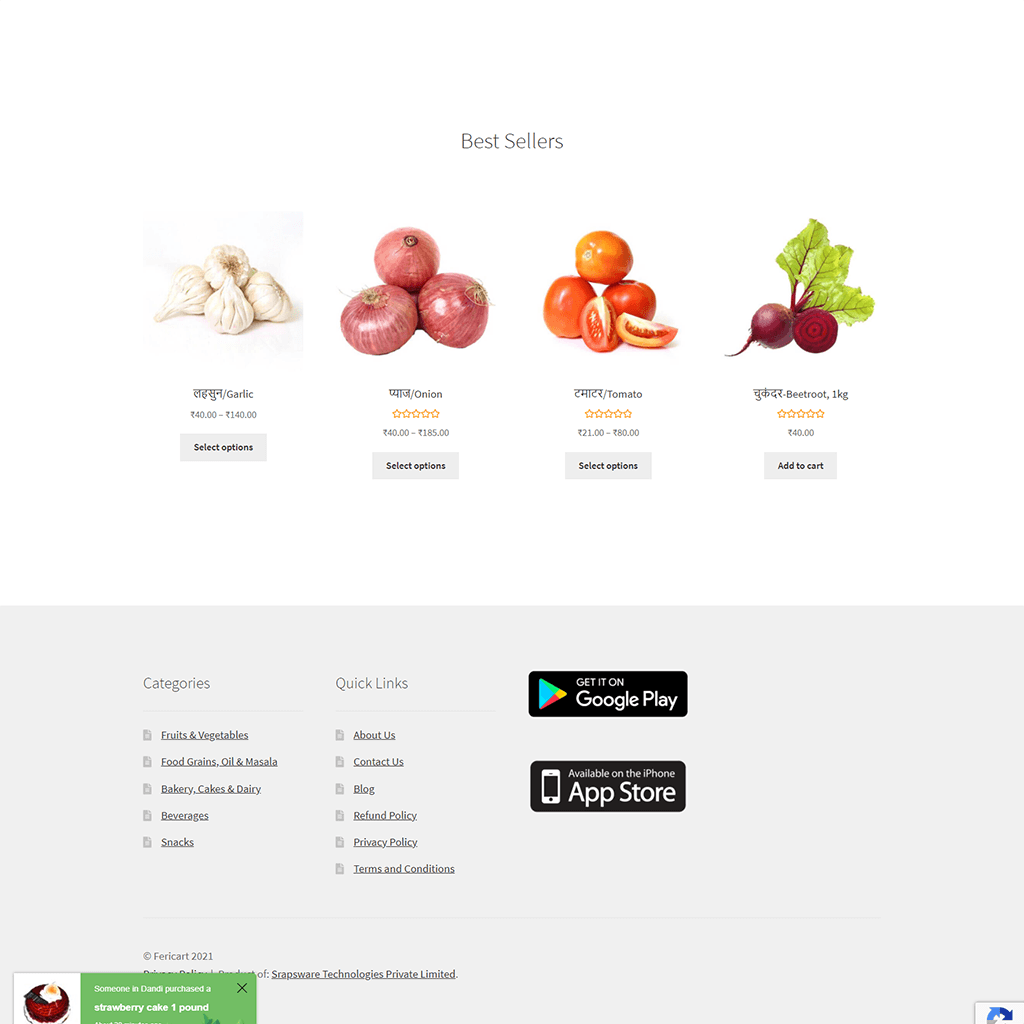 Best Sellers
लहसुन/Garlic
₹40.00 – ₹140.00
Select options
प्याज/Onion
₹40.00 – ₹185.00
Select options
टमाटर/Tomato
₹21.00 – ₹80.00
Select options
चुकंदर-Beetroot, 1kg
₹40.00
Add to cart
Categories
Fruits & Vegetables
Food Grains, Oil & Masala
Bakery, Cakes & Dairy
Beverages
Snacks
Quick Links
About Us
Contact Us
Blog
Refund Policy
Privacy Policy
Terms and Conditions
GET IT ON
Google Play
Available on the iPhone
App Store
© Fericart 2021
Privacy Policy | Product of: Srapsware Technologies Private Limited.
Someone in Dandi purchased a
strawberry cake 1 pound